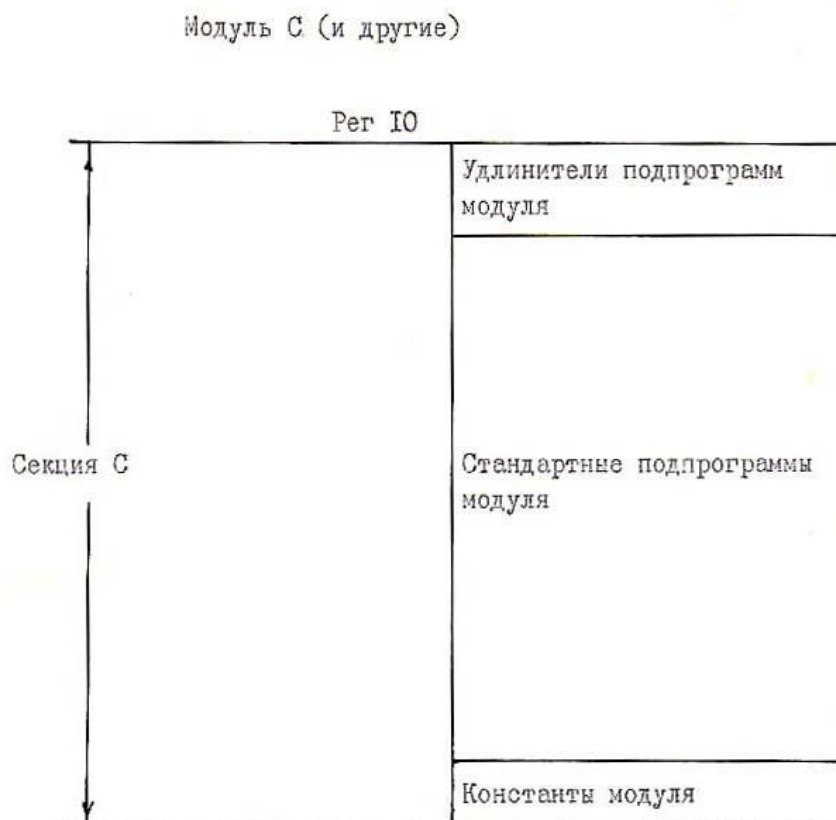 Модуль С (и другие)
Рег IO
Удлинители подпрограмм
модуля
Секция С
Стандартные подпрограммы
модуля
Константы модуля